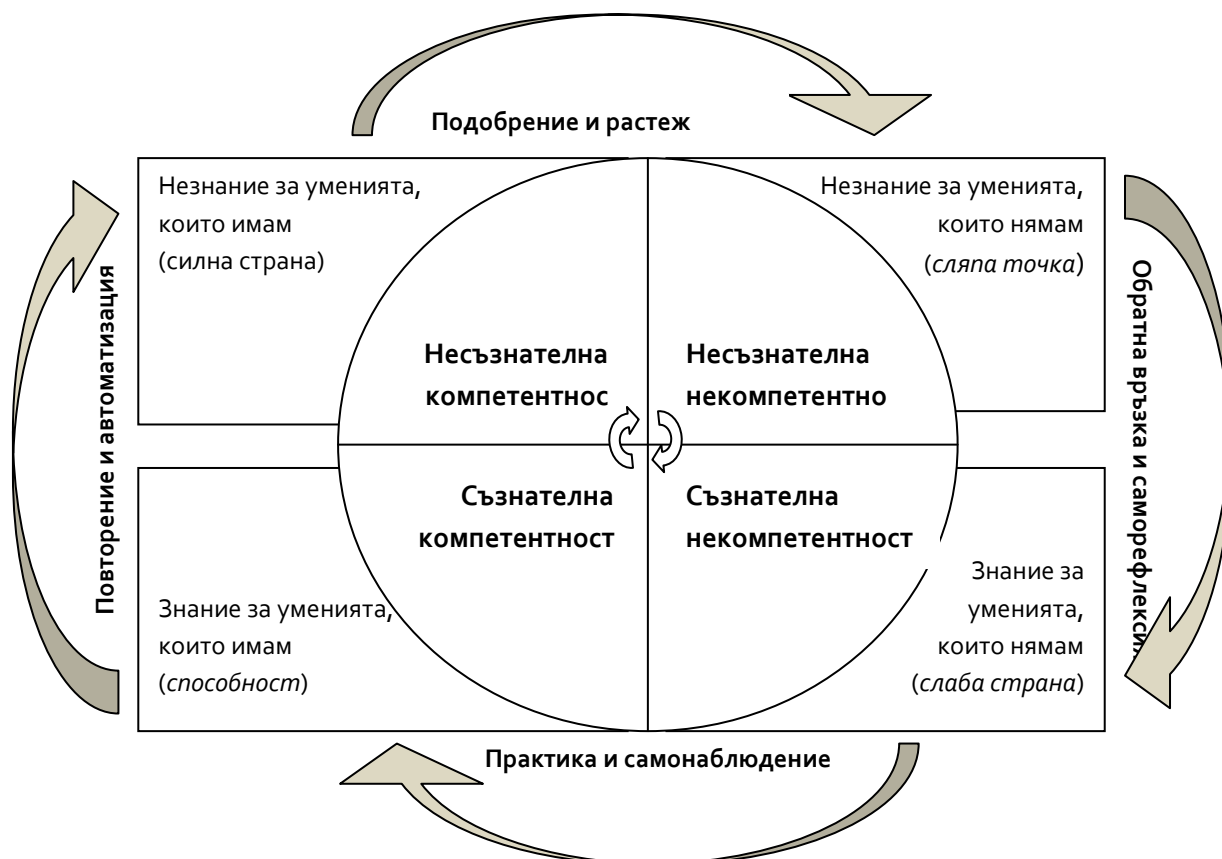 Подобрение и растеж
Незнание за уменията,
които имам
(силна страна)
Незнание за уменията,
които нямам
(сляпа точка)
Несъзнателна
компетентнос
Несъзнателна
некомпетентно
Повторение и автоматизация
Обратна връзка и саморефлексия
Съзнателна
компетентност
Съзнателна
некомпетентност
Знание за уменията,
които имам
(способност)
Знание за
уменията,
които нямам
(слаба страна)
Практика и самонаблюдение